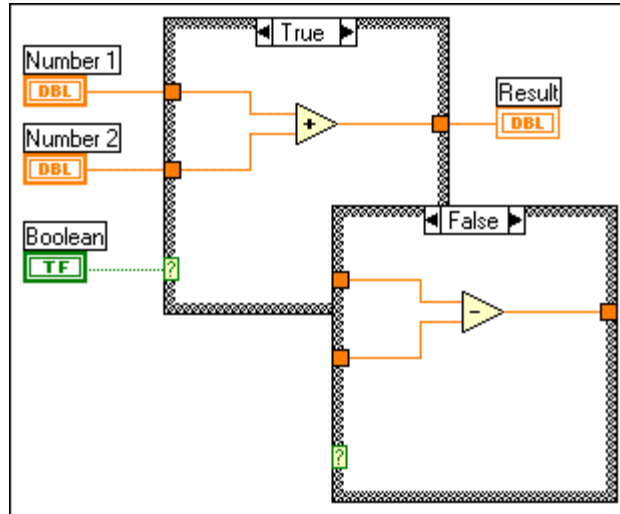 True
Number 1
DBL
Result
DBL
+
Number 2
DBL
False
Boolean
TF
?
-
?